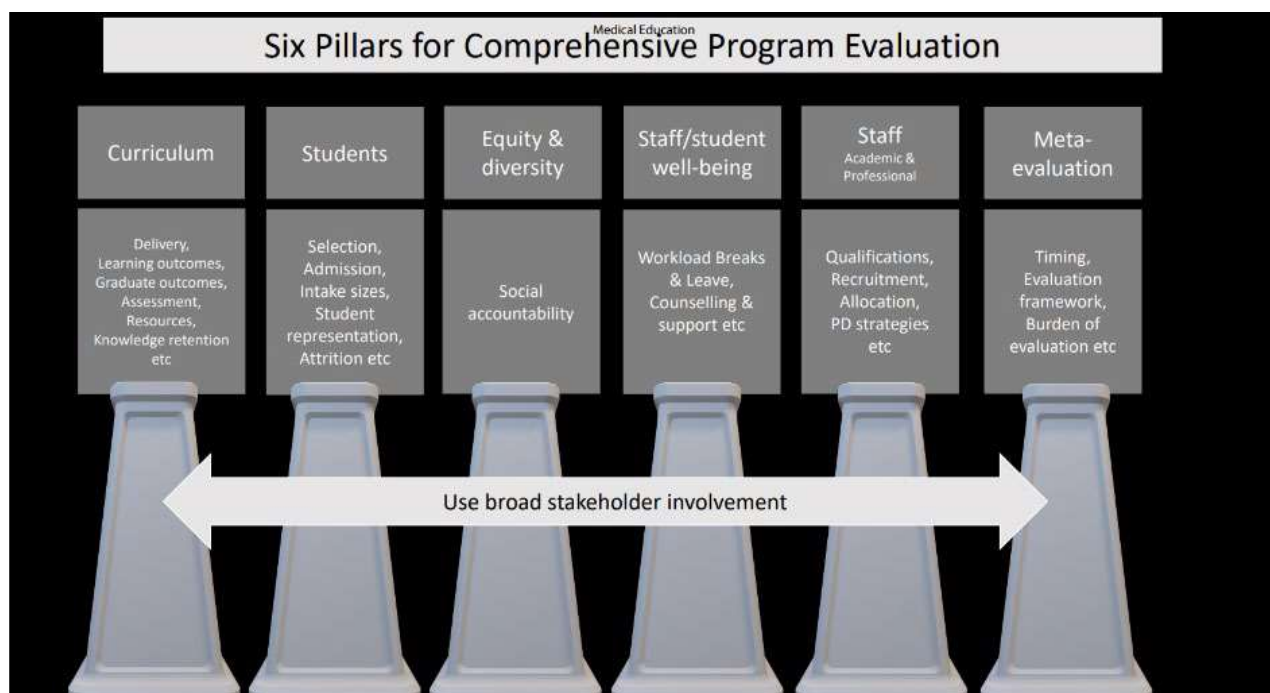 Medical Education
Six Pillars for Comprehensive Program Evaluation
Curriculum
Delivery,
Learning outcomes,
Graduate outcomes,
Assessment,
Resources,
Knowledge retention
etc
Students
Selection,
Admission,
Intake sizes,
Student
representation,
Attrition etc
Equity &
diversity
Social
accountability
Staff/student
well-being
Workload Breaks
& Leave,
Counselling &
support etc
Staff
Academic &
Professional
Qualifications,
Recruitment,
Allocation,
PD strategies
etc
Meta-
evaluation
Timing,
Evaluation
framework,
Burden of
evaluation etc
Use broad stakeholder involvement